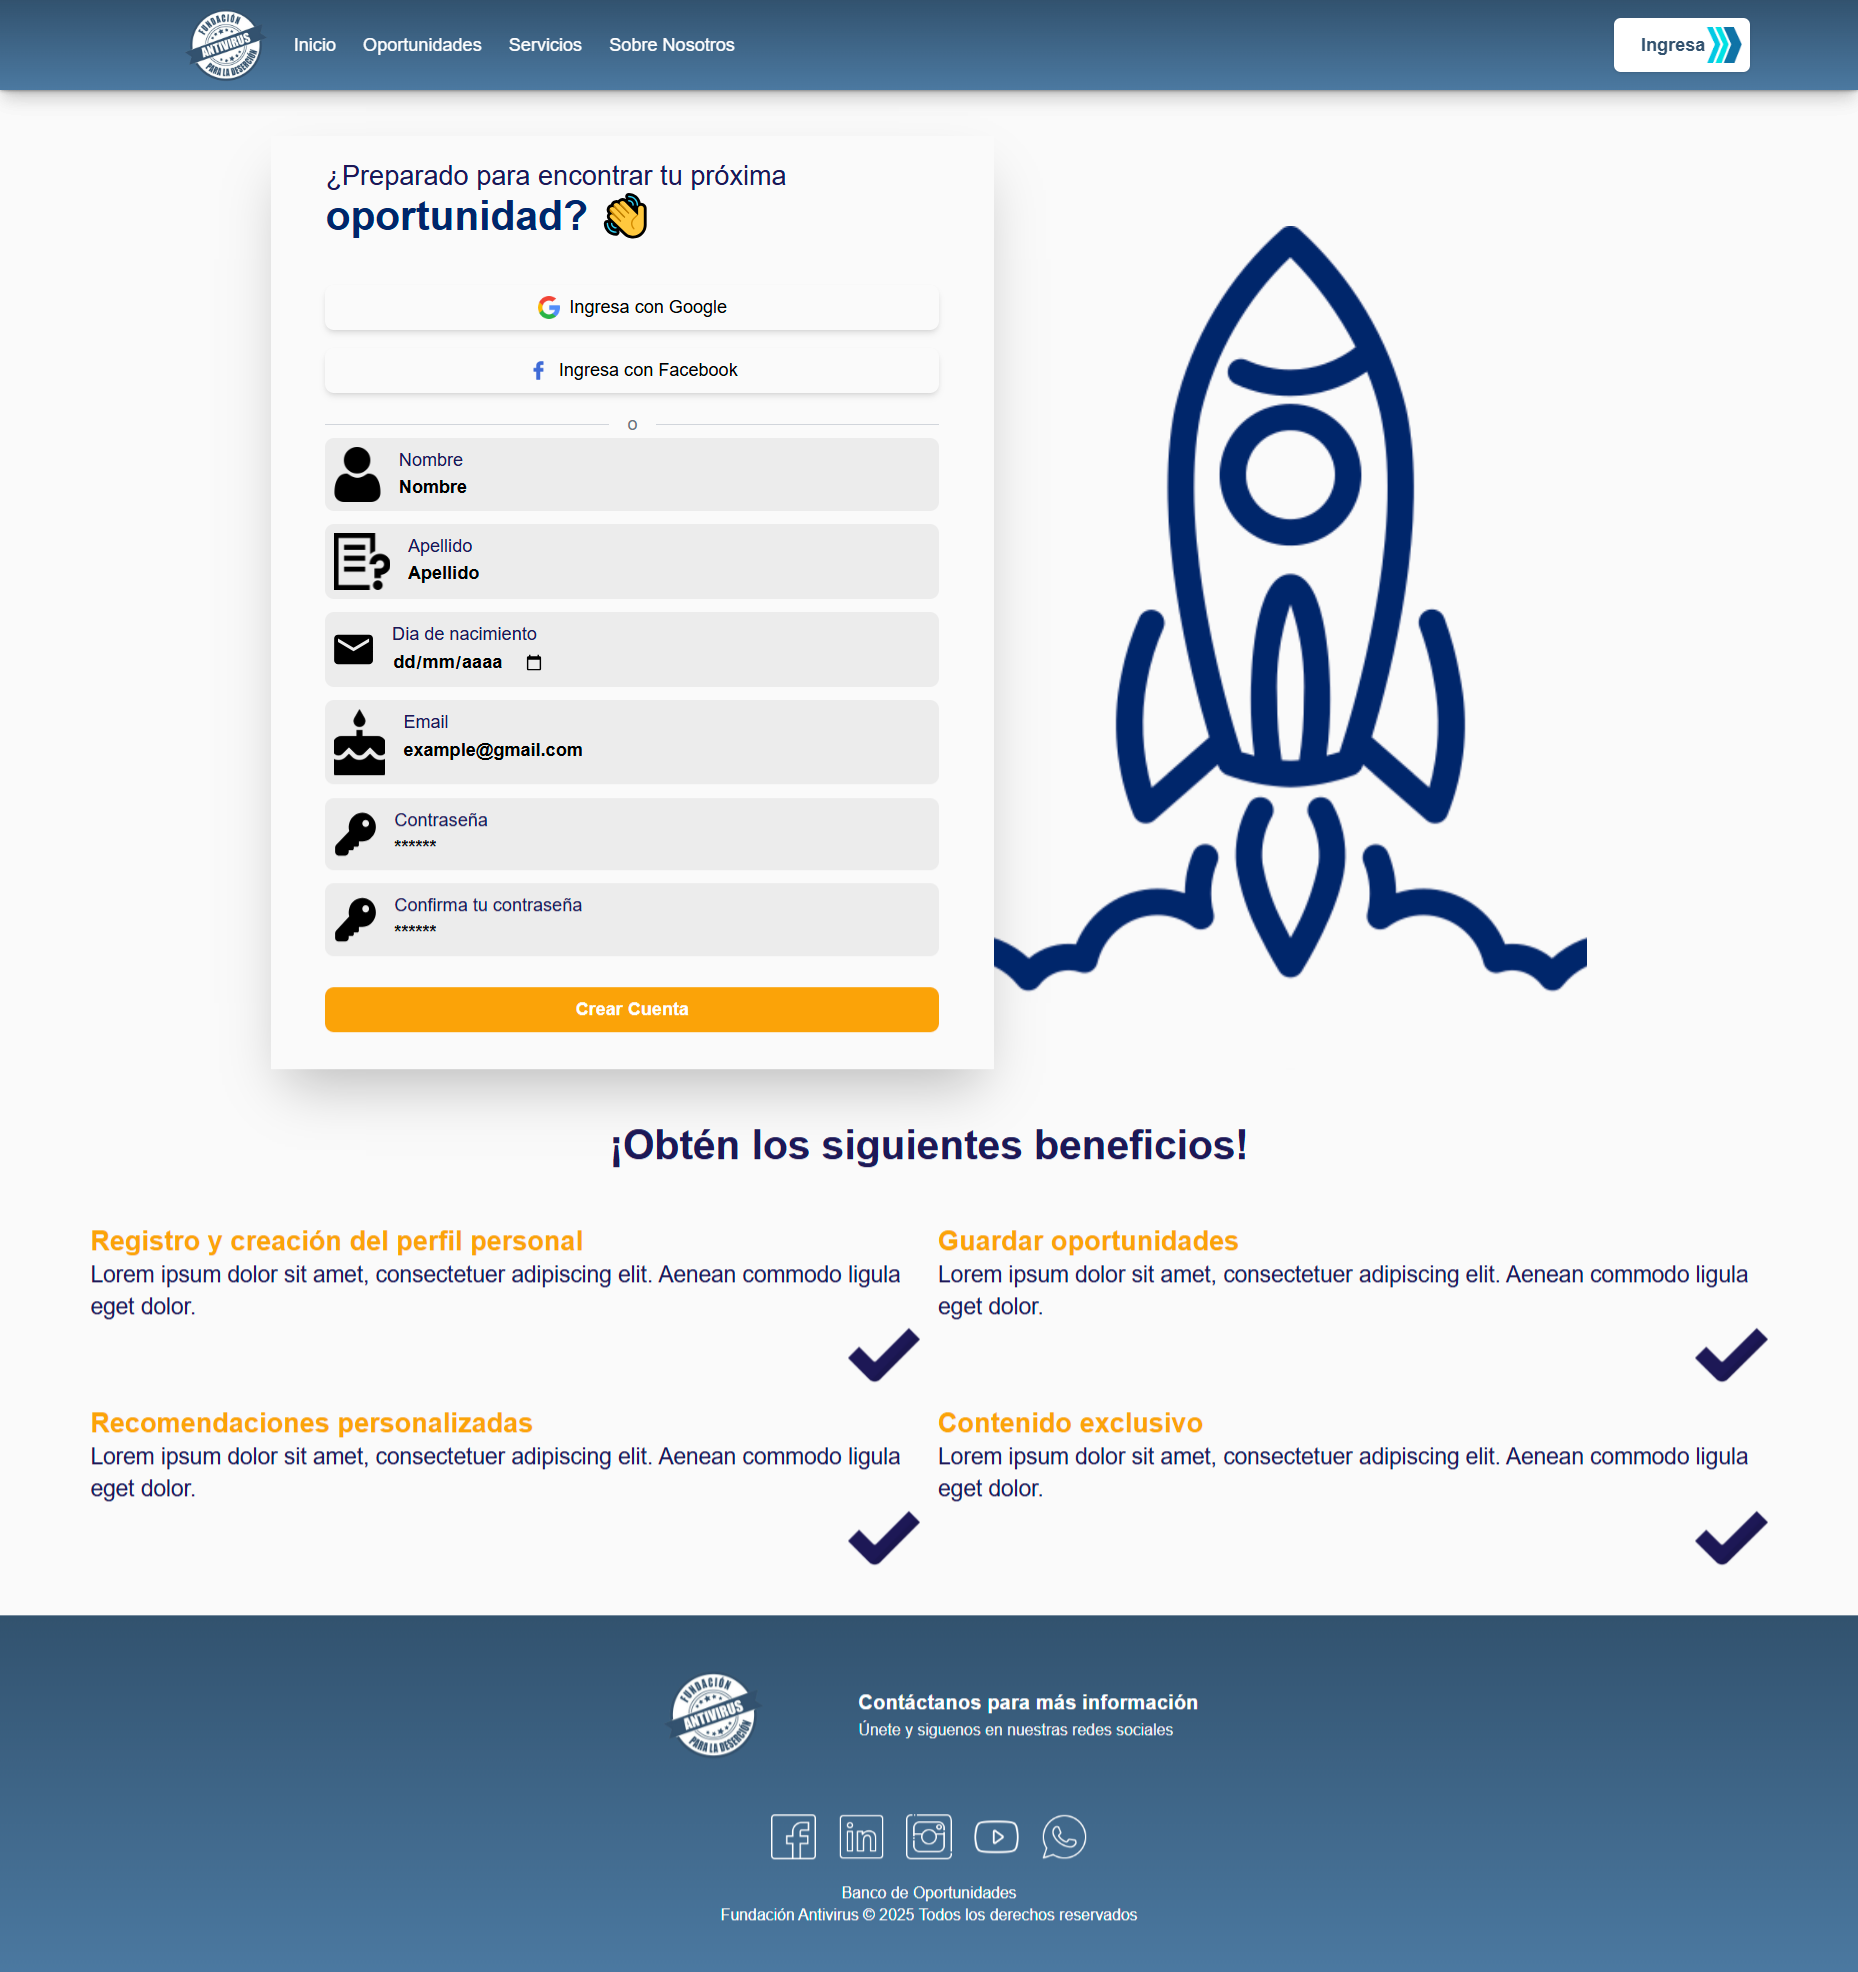 FUNDACIÓN
ANTIVIRUS
PARA LA DESERCIÓN
Inicio
Oportunidades
Servicios
Sobre Nosotros
Ingresa
¿Preparado para encontrar tu próxima
oportunidad?
Ingresa con Google
Ingresa con Facebook
o
Nombre
Nombre
Apellido
Apellido
Dia de nacimiento
dd/mm/aaaa
Email
example@gmail.com
Contraseña
******
Confirma tu contraseña
******
Crear Cuenta
¡Obtén los siguientes beneficios!
Registro y creación del perfil personal
Lorem ipsum dolor sit amet, consectetuer adipiscing elit. Aenean commodo ligula
eget dolor.
Guardar oportunidades
Lorem ipsum dolor sit amet, consectetuer adipiscing elit. Aenean commodo ligula
eget dolor.
Recomendaciones personalizadas
Lorem ipsum dolor sit amet, consectetuer adipiscing elit. Aenean commodo ligula
eget dolor.
Contenido exclusivo
Lorem ipsum dolor sit amet, consectetuer adipiscing elit. Aenean commodo ligula
eget dolor.
FUNDACIÓN
ANTIVIRUS
PARA LA DESERCIÓN
Contáctanos para más información
Únete y siguenos en nuestras redes sociales
in
Banco de Oportunidades
Fundación Antivirus © 2025 Todos los derechos reservados